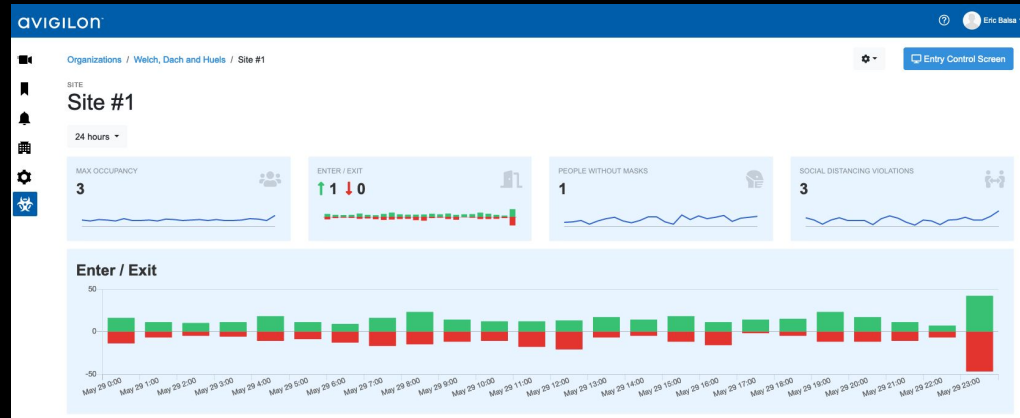 avigilon
Eric Balsa
Organizations / Welch, Dach and Huels / Site #1
Entry Control Screen
SITE
Site #1
24 hours
MAX OCCUPANCY
3
ENTER / EXIT
1 0
PEOPLE WITHOUT MASKS
1
SOCIAL DISTANCING VIOLATIONS
3
Enter / Exit
50
0
-50
May 29 0:00
May 29 1:00
May 29 2:00
May 29 3:00
May 29 4:00
May 29 5:00
May 29 6:00
May 29 7:00
May 29 8:00
May 29 9:00
May 29 10:00
May 29 11:00
May 29 12:00
May 29 13:00
May 29 14:00
May 29 15:00
May 29 16:00
May 29 17:00
May 29 18:00
May 29 19:00
May 29 20:00
May 29 21:00
May 29 22:00
May 29 23:00